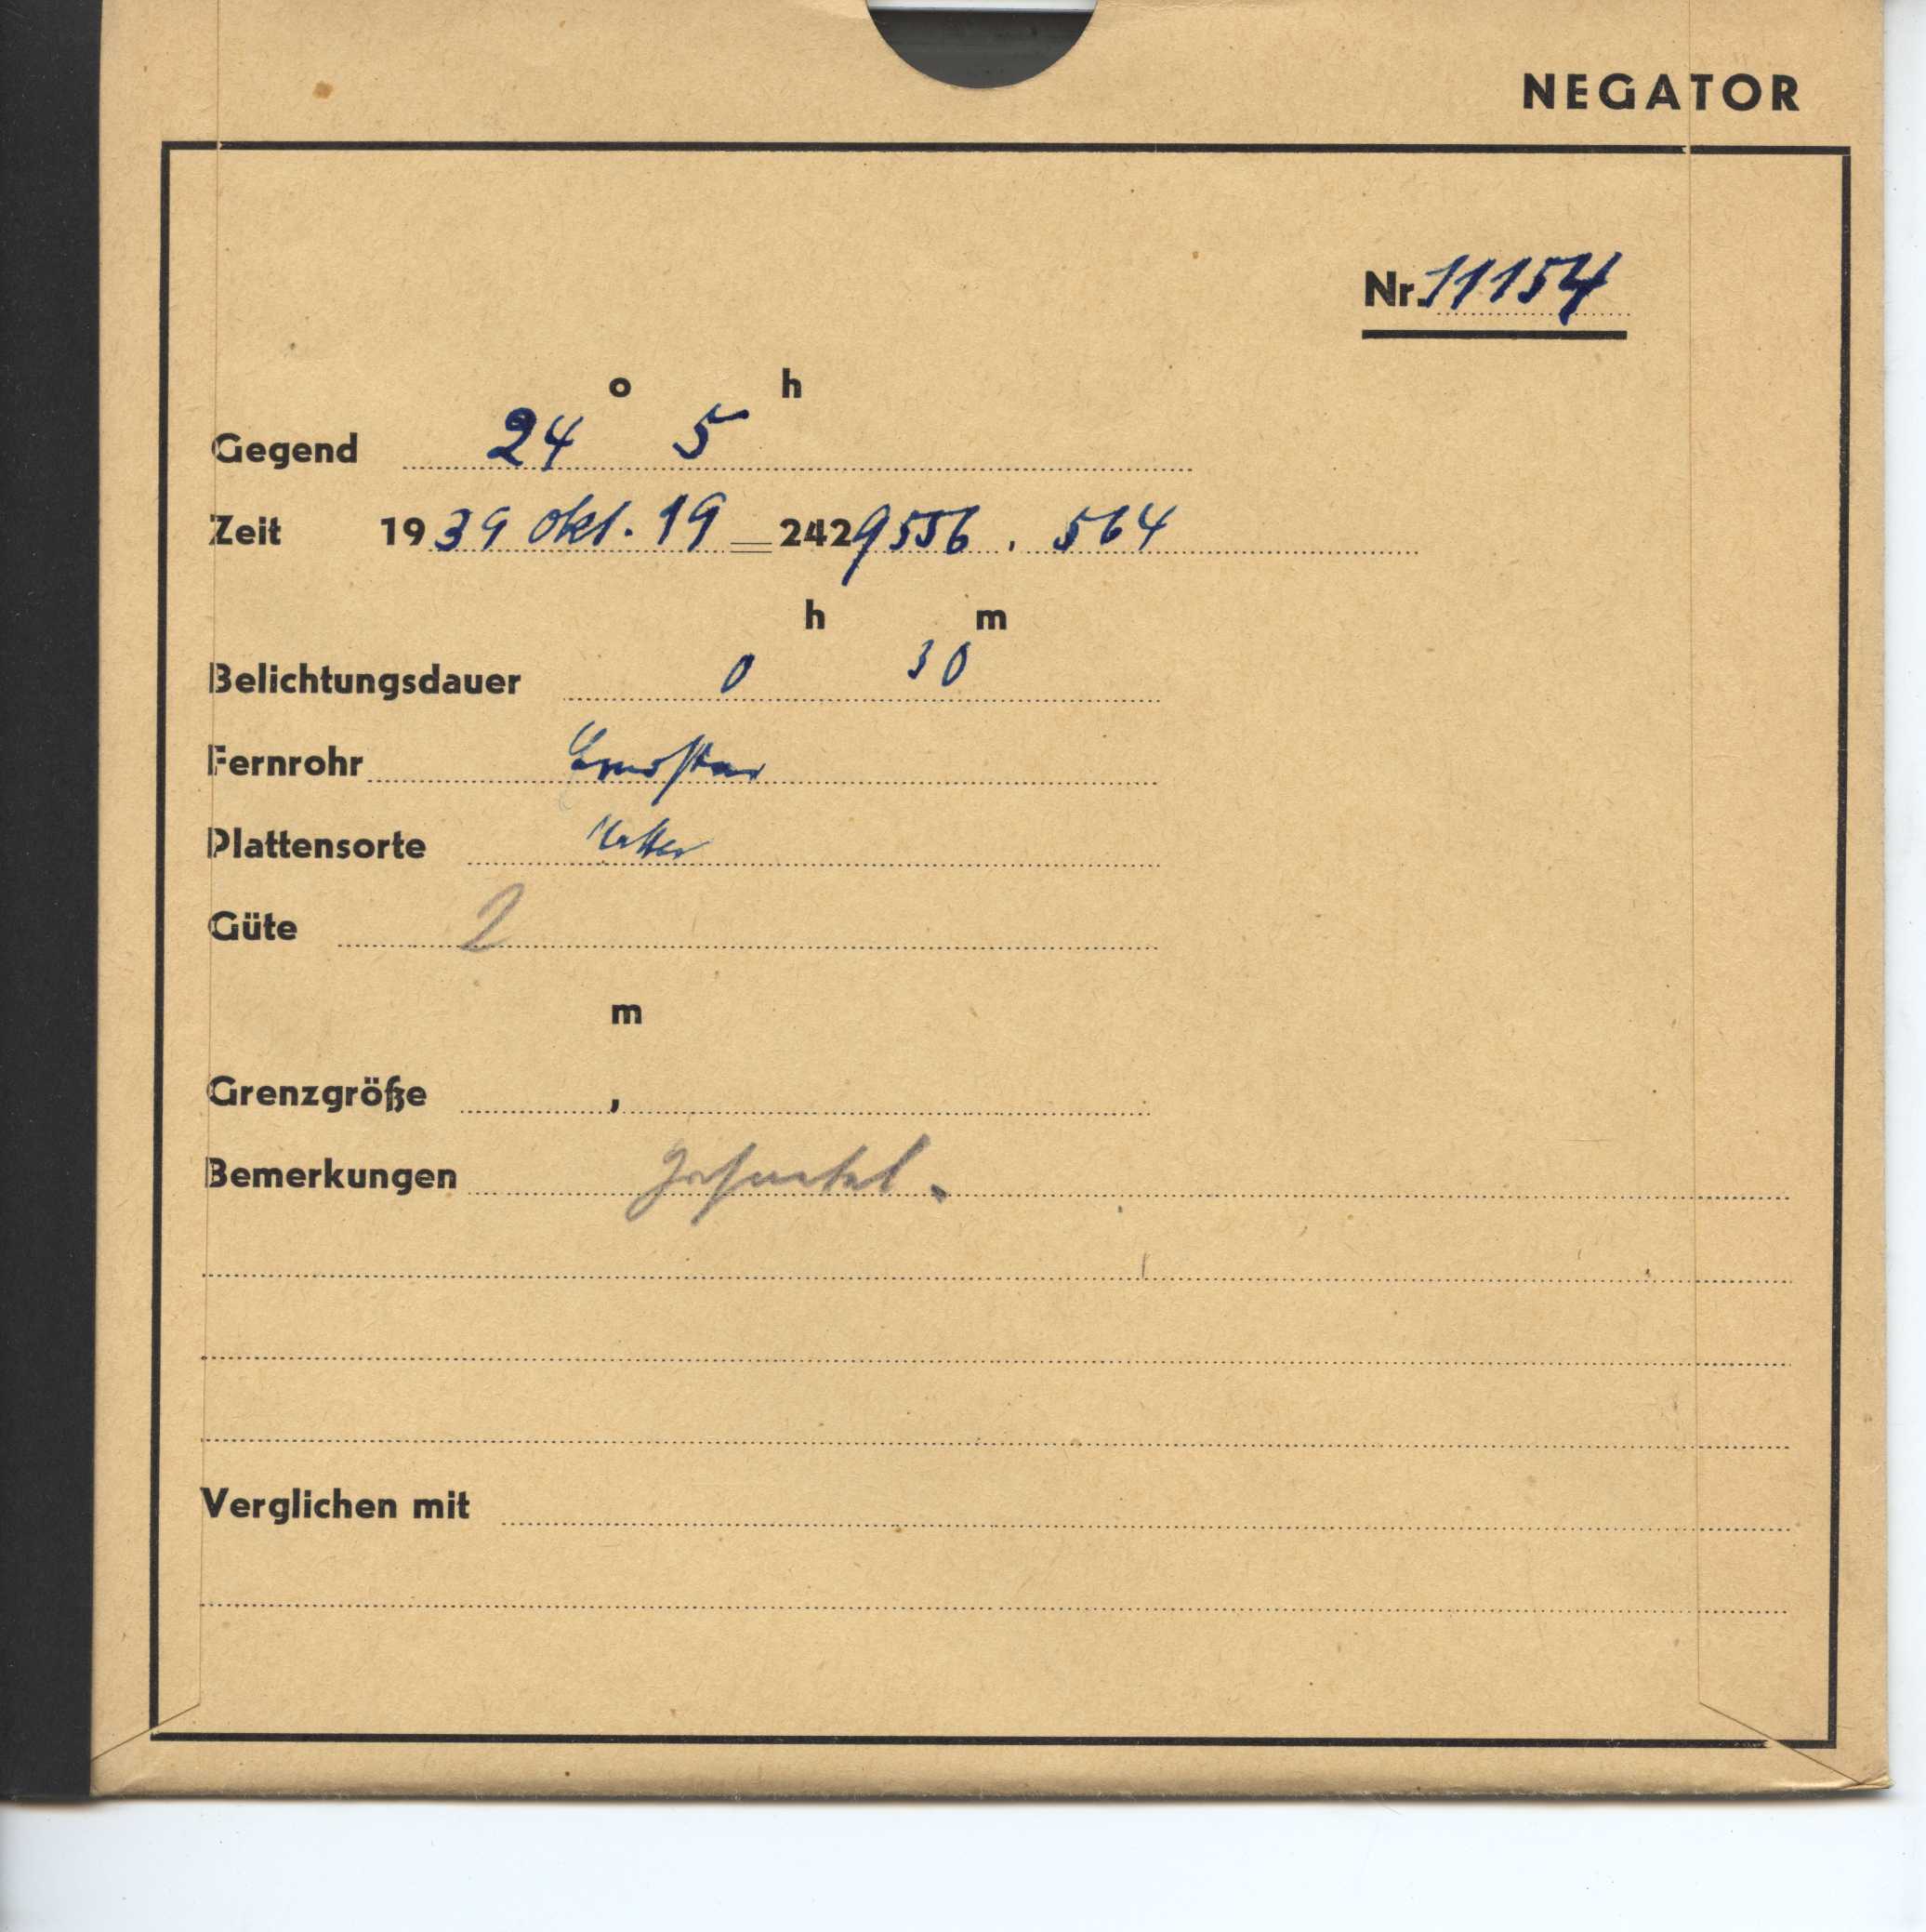 NEGATOR
Nr. 11154
o h
Gegend 24 5
Zeit 1939 Okt. 19 = 2429556 . 564
h m
Belichtungsdauer 0 30
Fernrohr Ernostar
Plattensorte
Güte 2
m
Grenzgröße ,
Bemerkungen
Verglichen mit